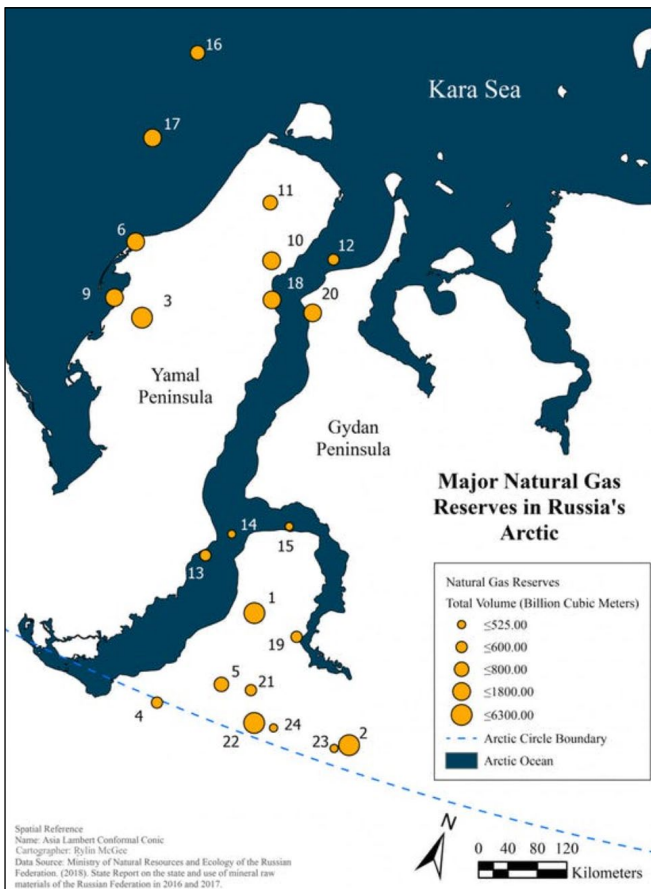 16
Kara Sea
17
11
6
10
12
9
3
18
20
Yamal
Peninsula
Gydan
Peninsula
Major Natural Gas
Reserves in Russia's
Arctic
14
15
13
Natural Gas Reserves
Total Volume (Billion Cubic Meters)
≤525.00
≤600.00
≤800.00
≤1800.00
≤6300.00
Arctic Circle Boundary
Arctic Ocean
1
19
5
21
4
22
24
23
2
N
Spatial Reference
Name: Asia Lambert Conformal Conic
Cartographer: Rylin McGee
Data Source: Ministry of Natural Resources and Ecology of the Russian
Federation. (2018). State Report on the state and use of mineral raw
materials of the Russian Federation in 2016 and 2017.
0 40 80 120
Kilometers